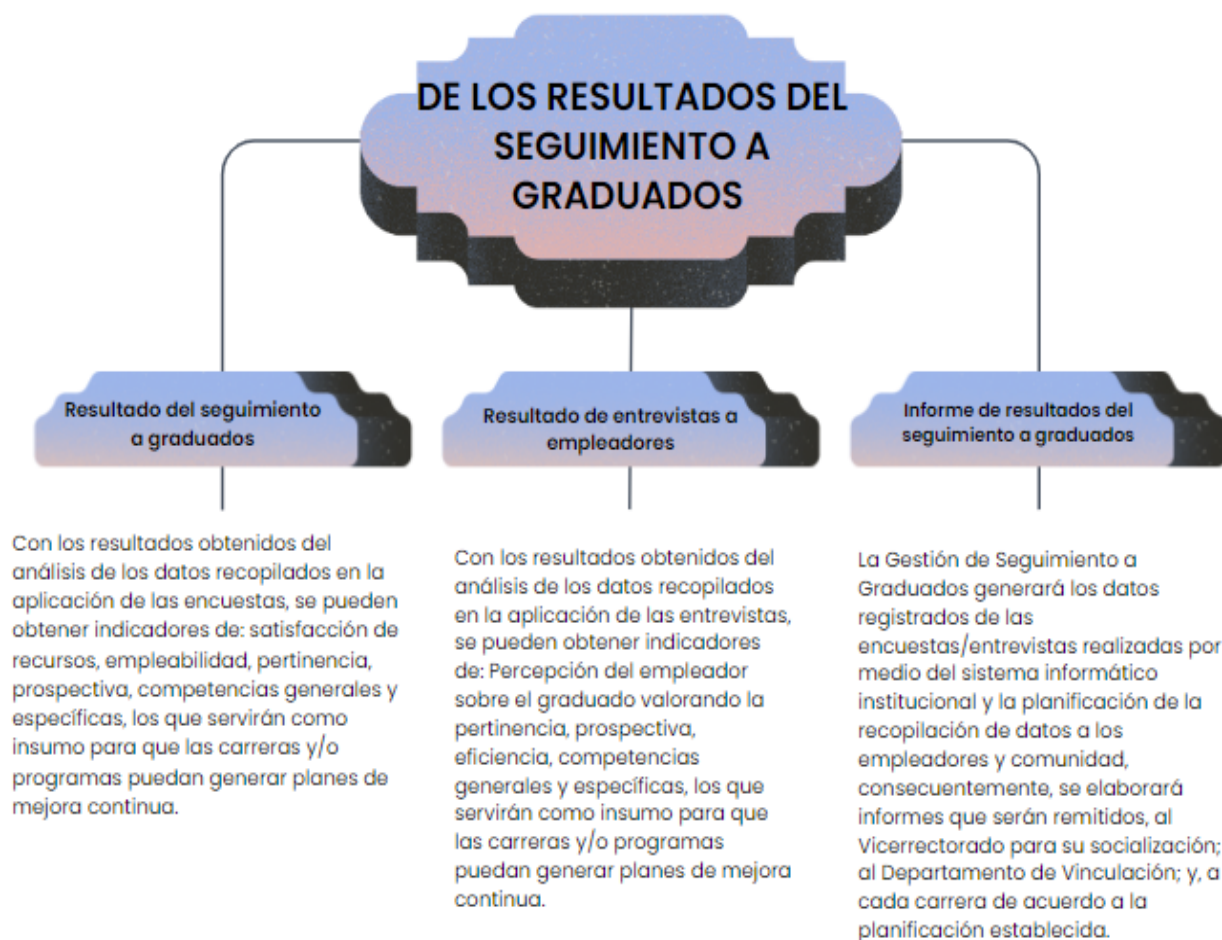 DE LOS RESULTADOS DEL
SEGUIMIENTO A
GRADUADOS
Resultado del seguimiento
a graduados
Con los resultados obtenidos del
análisis de los datos recopilados en la
aplicación de las encuestas, se pueden
obtener indicadores de: satisfacción de
recursos, empleabilidad, pertinencia,
prospectiva, competencias generales y
específicas, los que servirán como
insumo para que las carreras y/o
programas puedan generar planes de
mejora continua.
Resultado de entrevistas a
empleadores
Con los resultados obtenidos del
análisis de los datos recopilados
en la aplicación de las entrevistas,
se pueden obtener indicadores
de: Percepción del empleador
sobre el graduado valorando la
pertinencia, prospectiva,
eficiencia, competencias
generales y específicas, los que
servirán como insumo para que
las carreras y/o programas
puedan generar planes de mejora
continua.
Informe de resultados del
seguimiento a graduados
La Gestión de Seguimiento a
Graduados generará los datos
registrados de las
encuestas/entrevistas realizadas por
medio del sistema informático
institucional y la planificación de la
recopilación de datos a los
empleadores y comunidad,
consecuentemente, se elaborará
informes que serán remitidos, al
Vicerrectorado para su socialización;
al Departamento de Vinculación; y, a
cada carrera de acuerdo a la
planificación establecida.